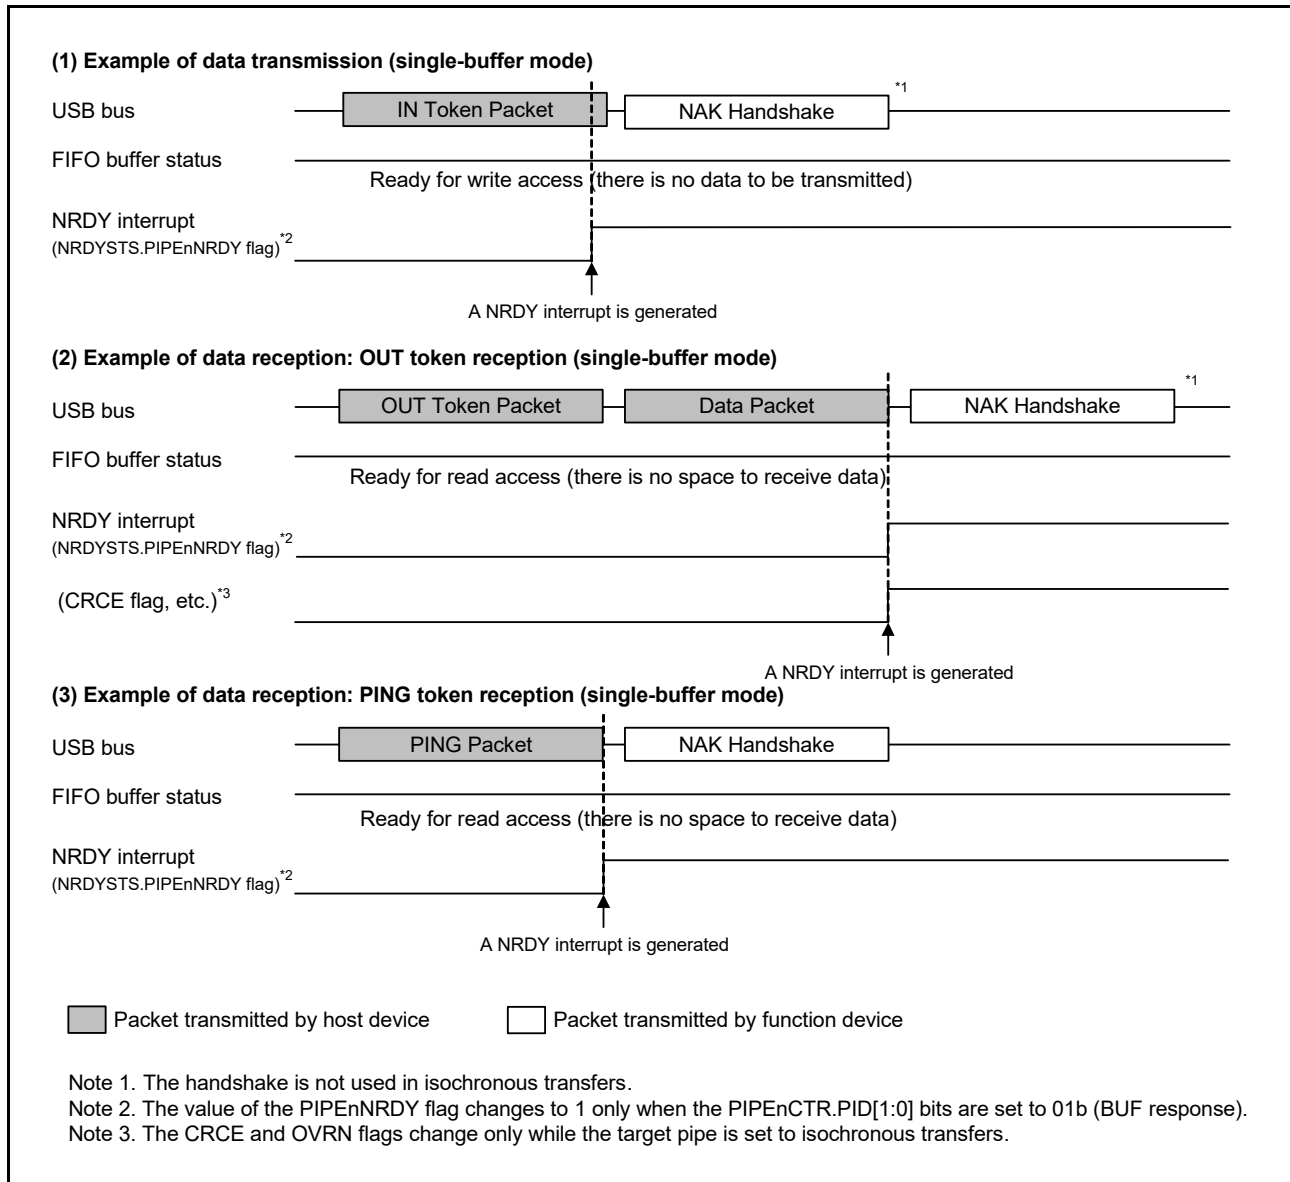 (1) Example of data transmission (single-buffer mode)
USB bus IN Token Packet NAK Handshake *1
FIFO buffer status
Ready for write access (there is no data to be transmitted)
NRDY interrupt
(NRDYSTS.PIPEnNRDY flag)*2
A NRDY interrupt is generated
(2) Example of data reception: OUT token reception (single-buffer mode)
USB bus OUT Token Packet Data Packet NAK Handshake *1
FIFO buffer status
Ready for read access (there is no space to receive data)
NRDY interrupt
(NRDYSTS.PIPEnNRDY flag)*2
(CRCE flag, etc.)*3
A NRDY interrupt is generated
(3) Example of data reception: PING token reception (single-buffer mode)
USB bus PING Packet NAK Handshake
FIFO buffer status
Ready for read access (there is no space to receive data)
NRDY interrupt
(NRDYSTS.PIPEnNRDY flag)*2
A NRDY interrupt is generated
Packet transmitted by host device Packet transmitted by function device
Note 1. The handshake is not used in isochronous transfers.
Note 2. The value of the PIPEnNRDY flag changes to 1 only when the PIPEnCTR.PID[1:0] bits are set to 01b (BUF response).
Note 3. The CRCE and OVRN flags change only while the target pipe is set to isochronous transfers.